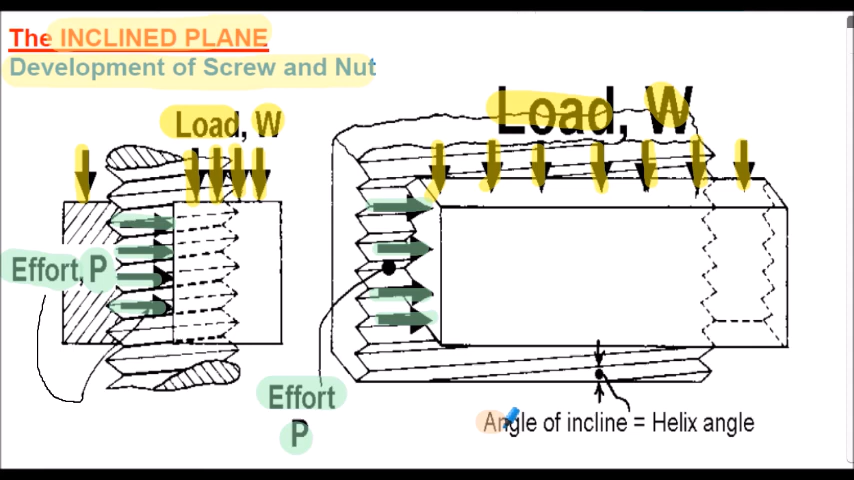 The INCLINED PLANE
Development of Screw and Nut
Load, W
Load, W
Effort, P
Effort
P
Angle of incline = Helix angle